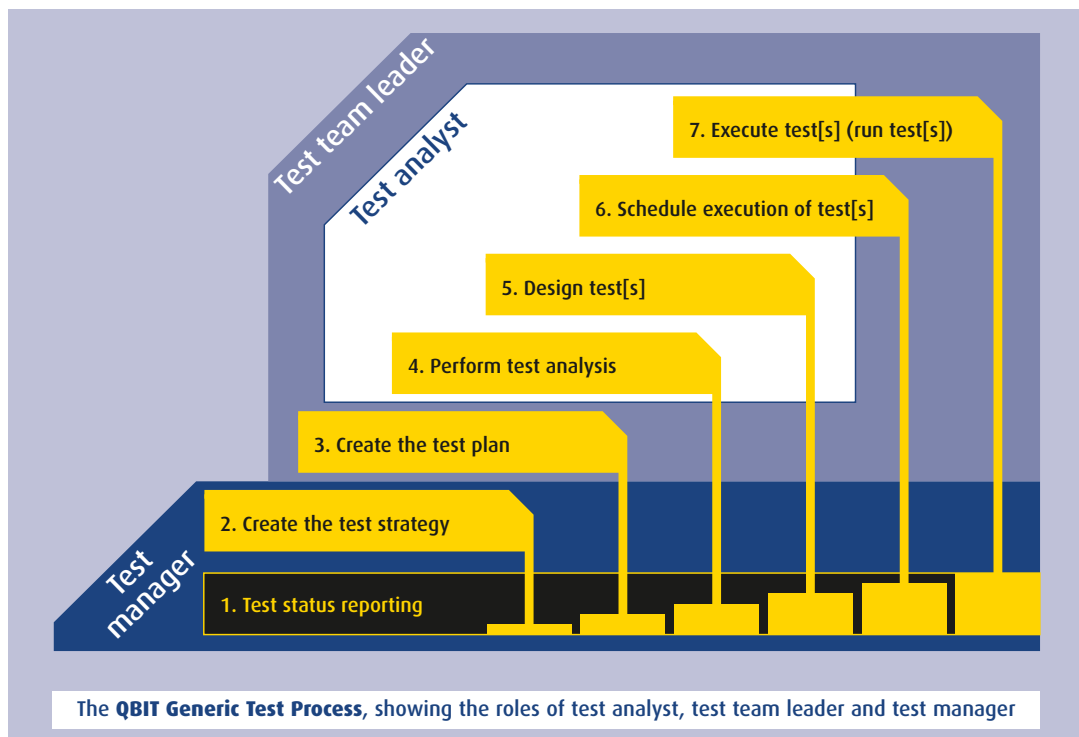 Test team leader
Test analyst
7. Execute test[s] (run test[s])
6. Schedule execution of test[s]
5. Design test[s]
4. Perform test analysis
3. Create the test plan
2. Create the test strategy
Test
manager
1. Test status reporting
The QBIT Generic Test Process, showing the roles of test analyst, test team leader and test manager